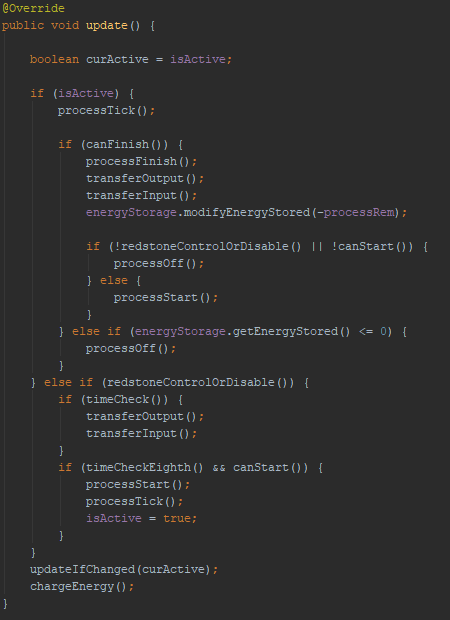 @Override
public void update() {

    boolean curActive = isActive;

    if (isActive) {
        processTick();

        if (canFinish()) {
            processFinish();
            transferOutput();
            transferInput();
            energyStorage.modifyEnergyStored(-processRem);

            if (!redstoneControlOrDisable() || !canStart()) {
                processOff();
            } else {
                processStart();
            }
        } else if (energyStorage.getEnergyStored() <= 0) {
            processOff();
        }
    } else if (redstoneControlOrDisable()) {
        if (timeCheck()) {
            transferOutput();
            transferInput();
        }
        if (timeCheckEighth() && canStart()) {
            processStart();
            processTick();
            isActive = true;
        }
    }
    updateIfChanged(curActive);
    chargeEnergy();
}